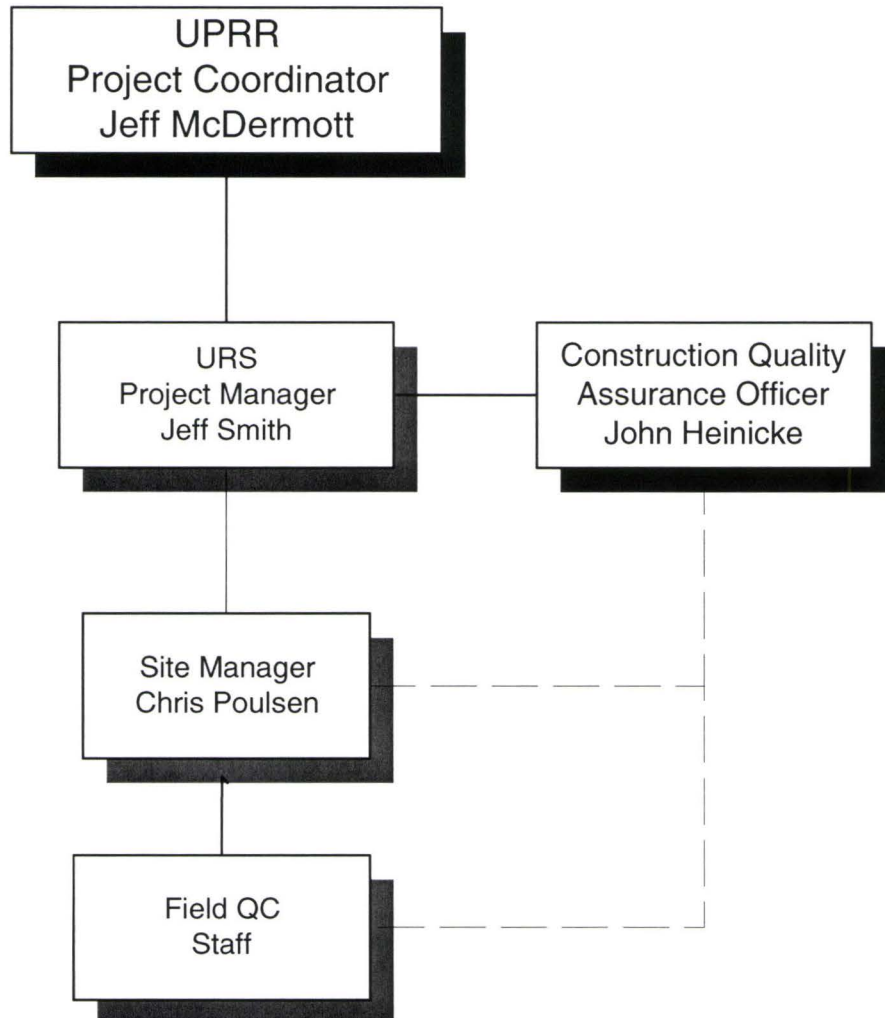 UPRR
Project Coordinator
Jeff McDermott
URS
Project Manager
Jeff Smith
Construction Quality
Assurance Officer
John Heinicke
Site Manager
Chris Poulsen
Field QC
Staff